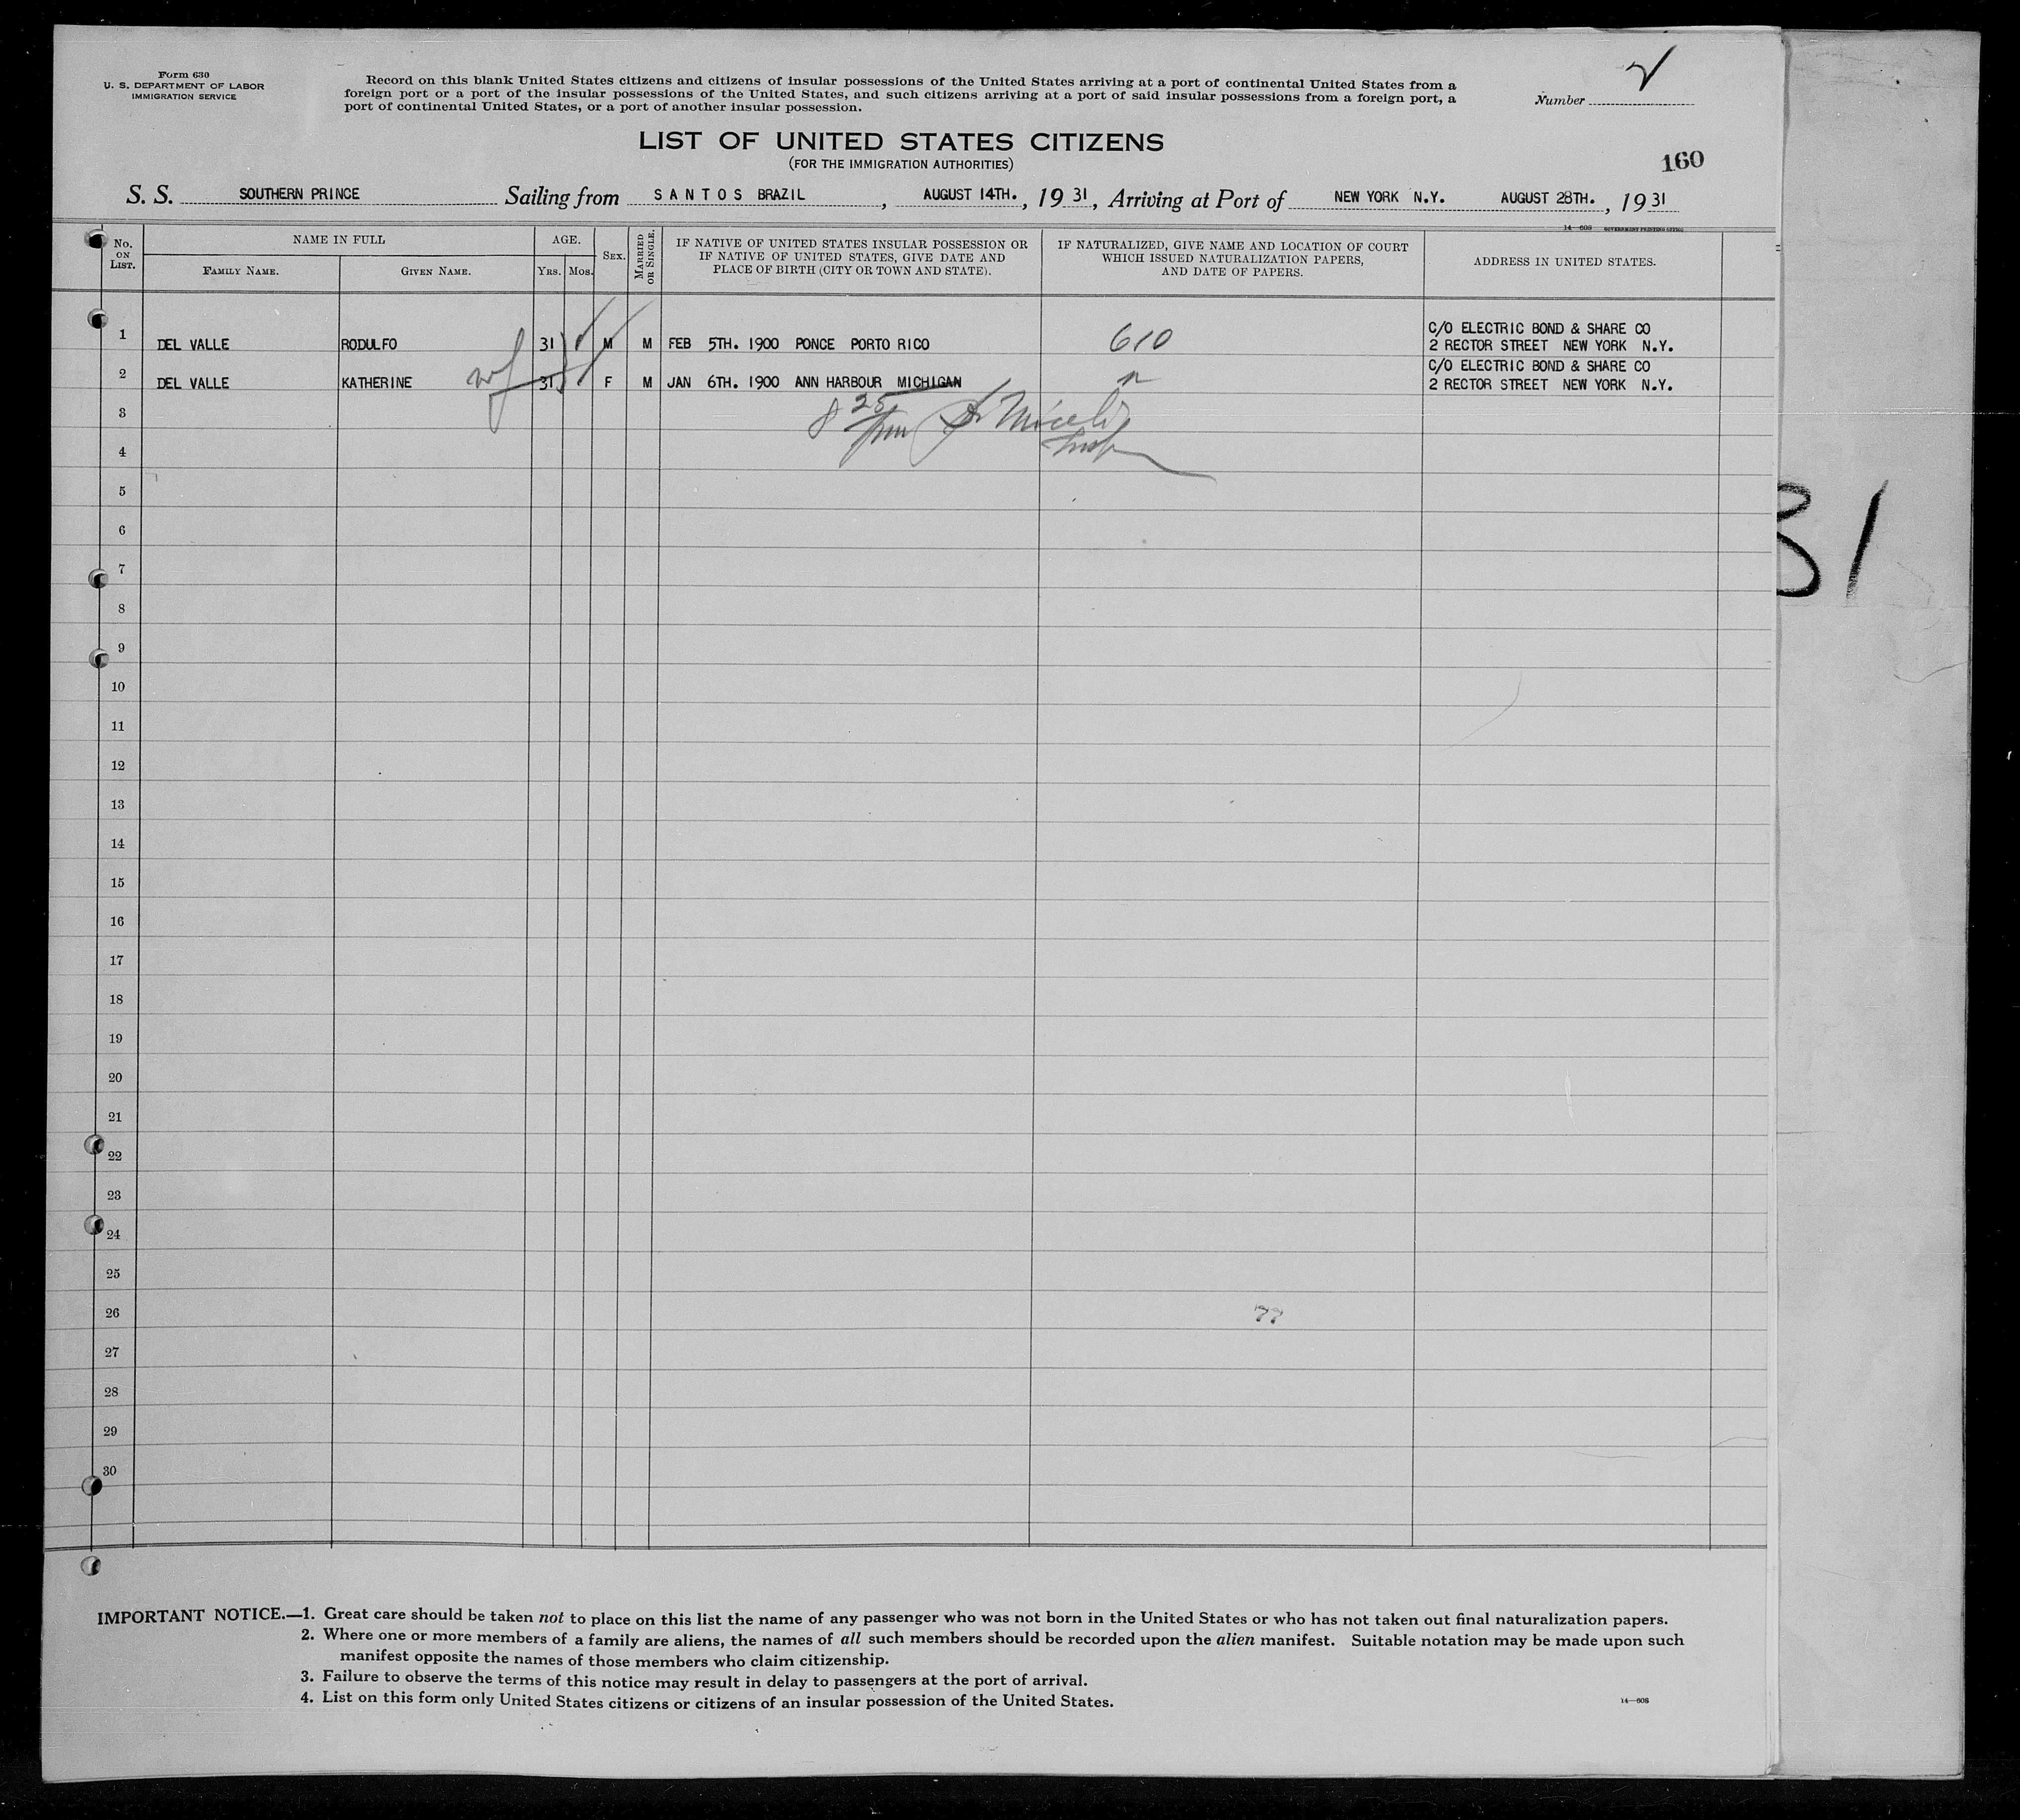 Form 630
U. S. DEPARTMENT OF LABOR
IMMIGRATION SERVICE
Record on this blank United States citizens and citizens of insular possessions of the United States arriving at a port of continental United States from a
foreign port or a port of the insular possessions of the United States, and such citizens arriving at a port of said insular possessions from a foreign port, a
port of continental United States, or a port of another insular possession.
Number
LIST OF UNITED STATES CITIZENS
(FOR THE IMMIGRATION AUTHORITIES)
160
S. S. SOUTHERN PRINCE Sailing from SANTOS BRAZIL, AUGUST 14TH., 1931, Arriving at Port of NEW YORK N.Y. AUGUST 28TH., 1931
14-608 GOVERNMENT PRINTING OFFICE
No. ON LIST.
NAME IN FULL
FAMILY NAME.
GIVEN NAME.
AGE.
YRS. MOS.
SEX.
MARRIED OR SINGLE.
IF NATIVE OF UNITED STATES INSULAR POSSESSION OR
IF NATIVE OF UNITED STATES, GIVE DATE AND
PLACE OF BIRTH (CITY OR TOWN AND STATE).
IF NATURALIZED, GIVE NAME AND LOCATION OF COURT
WHICH ISSUED NATURALIZATION PAPERS,
AND DATE OF PAPERS.
ADDRESS IN UNITED STATES.
1 DEL VALLE RODULFO 31 M M FEB 5TH. 1900 PONCE PORTO RICO 610 C/O ELECTRIC BOND & SHARE CO
2 RECTOR STREET NEW YORK N.Y.
2 DEL VALLE KATHERINE wf 31 F M JAN 6TH. 1900 ANN HARBOUR MICHIGAN C/O ELECTRIC BOND & SHARE CO
2 RECTOR STREET NEW YORK N.Y.
3
8 25
4
5
6
31
7
8
9
10
11
12
13
14
15
16
17
18
19
20
21
22
23
24
25
26
77
27
28
29
30
IMPORTANT NOTICE.—1. Great care should be taken not to place on this list the name of any passenger who was not born in the United States or who has not taken out final naturalization papers.
2. Where one or more members of a family are aliens, the names of all such members should be recorded upon the alien manifest. Suitable notation may be made upon such
manifest opposite the names of those members who claim citizenship.
3. Failure to observe the terms of this notice may result in delay to passengers at the port of arrival.
4. List on this form only United States citizens or citizens of an insular possession of the United States.
14—608